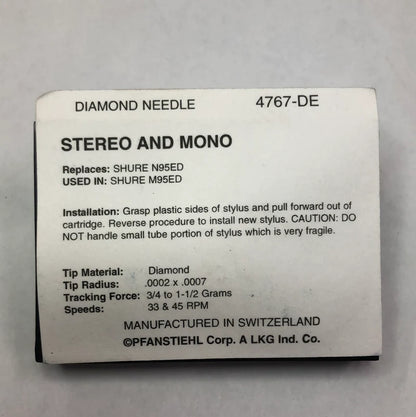 DIAMOND NEEDLE 4767-DE
STEREO AND MONO
Replaces: SHURE N95ED
USED IN: SHURE M95ED
Installation: Grasp plastic sides of stylus and pull forward out of
cartridge. Reverse procedure to install new stylus. CAUTION: DO
NOT handle small tube portion of stylus which is very fragile.
Tip Material: Diamond
Tip Radius: .0002 x .0007
Tracking Force: 3/4 to 1-1/2 Grams
Speeds: 33 & 45 RPM
MANUFACTURED IN SWITZERLAND
©PFANSTIEHL Corp. A LKG Ind. Co.